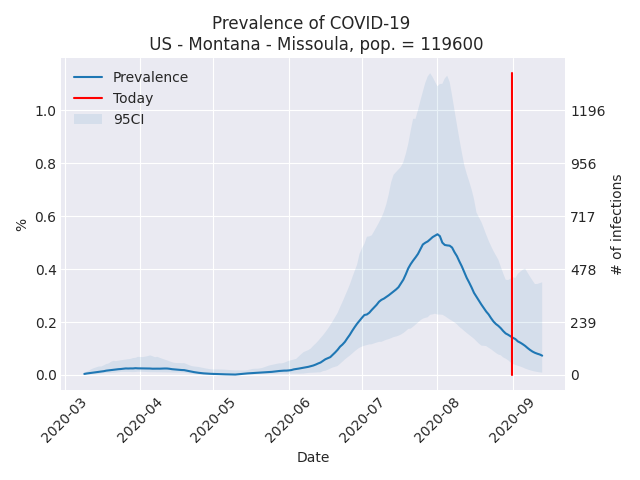 Prevalence of COVID-19
US - Montana - Missoula, pop. = 119600
Prevalence
Today
95CI
1.0
0.8
0.6
0.4
0.2
0.0
%
1196
956
717
478
239
0
# of infections
2020-03
2020-04
2020-05
2020-06
2020-07
2020-08
2020-09
Date